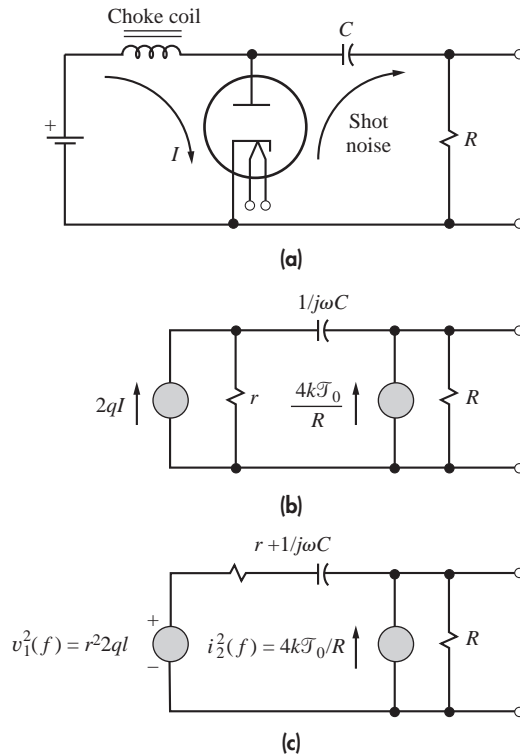 Choke coil
C
+
I
Shot
noise
R
(a)
1/jωC
2qI
r
4k𝒯₀
R
R
(b)
r +1/jωC
+
v₁²(f) = r²2ql
−
i₂²(f) = 4k𝒯₀/R
R
(c)